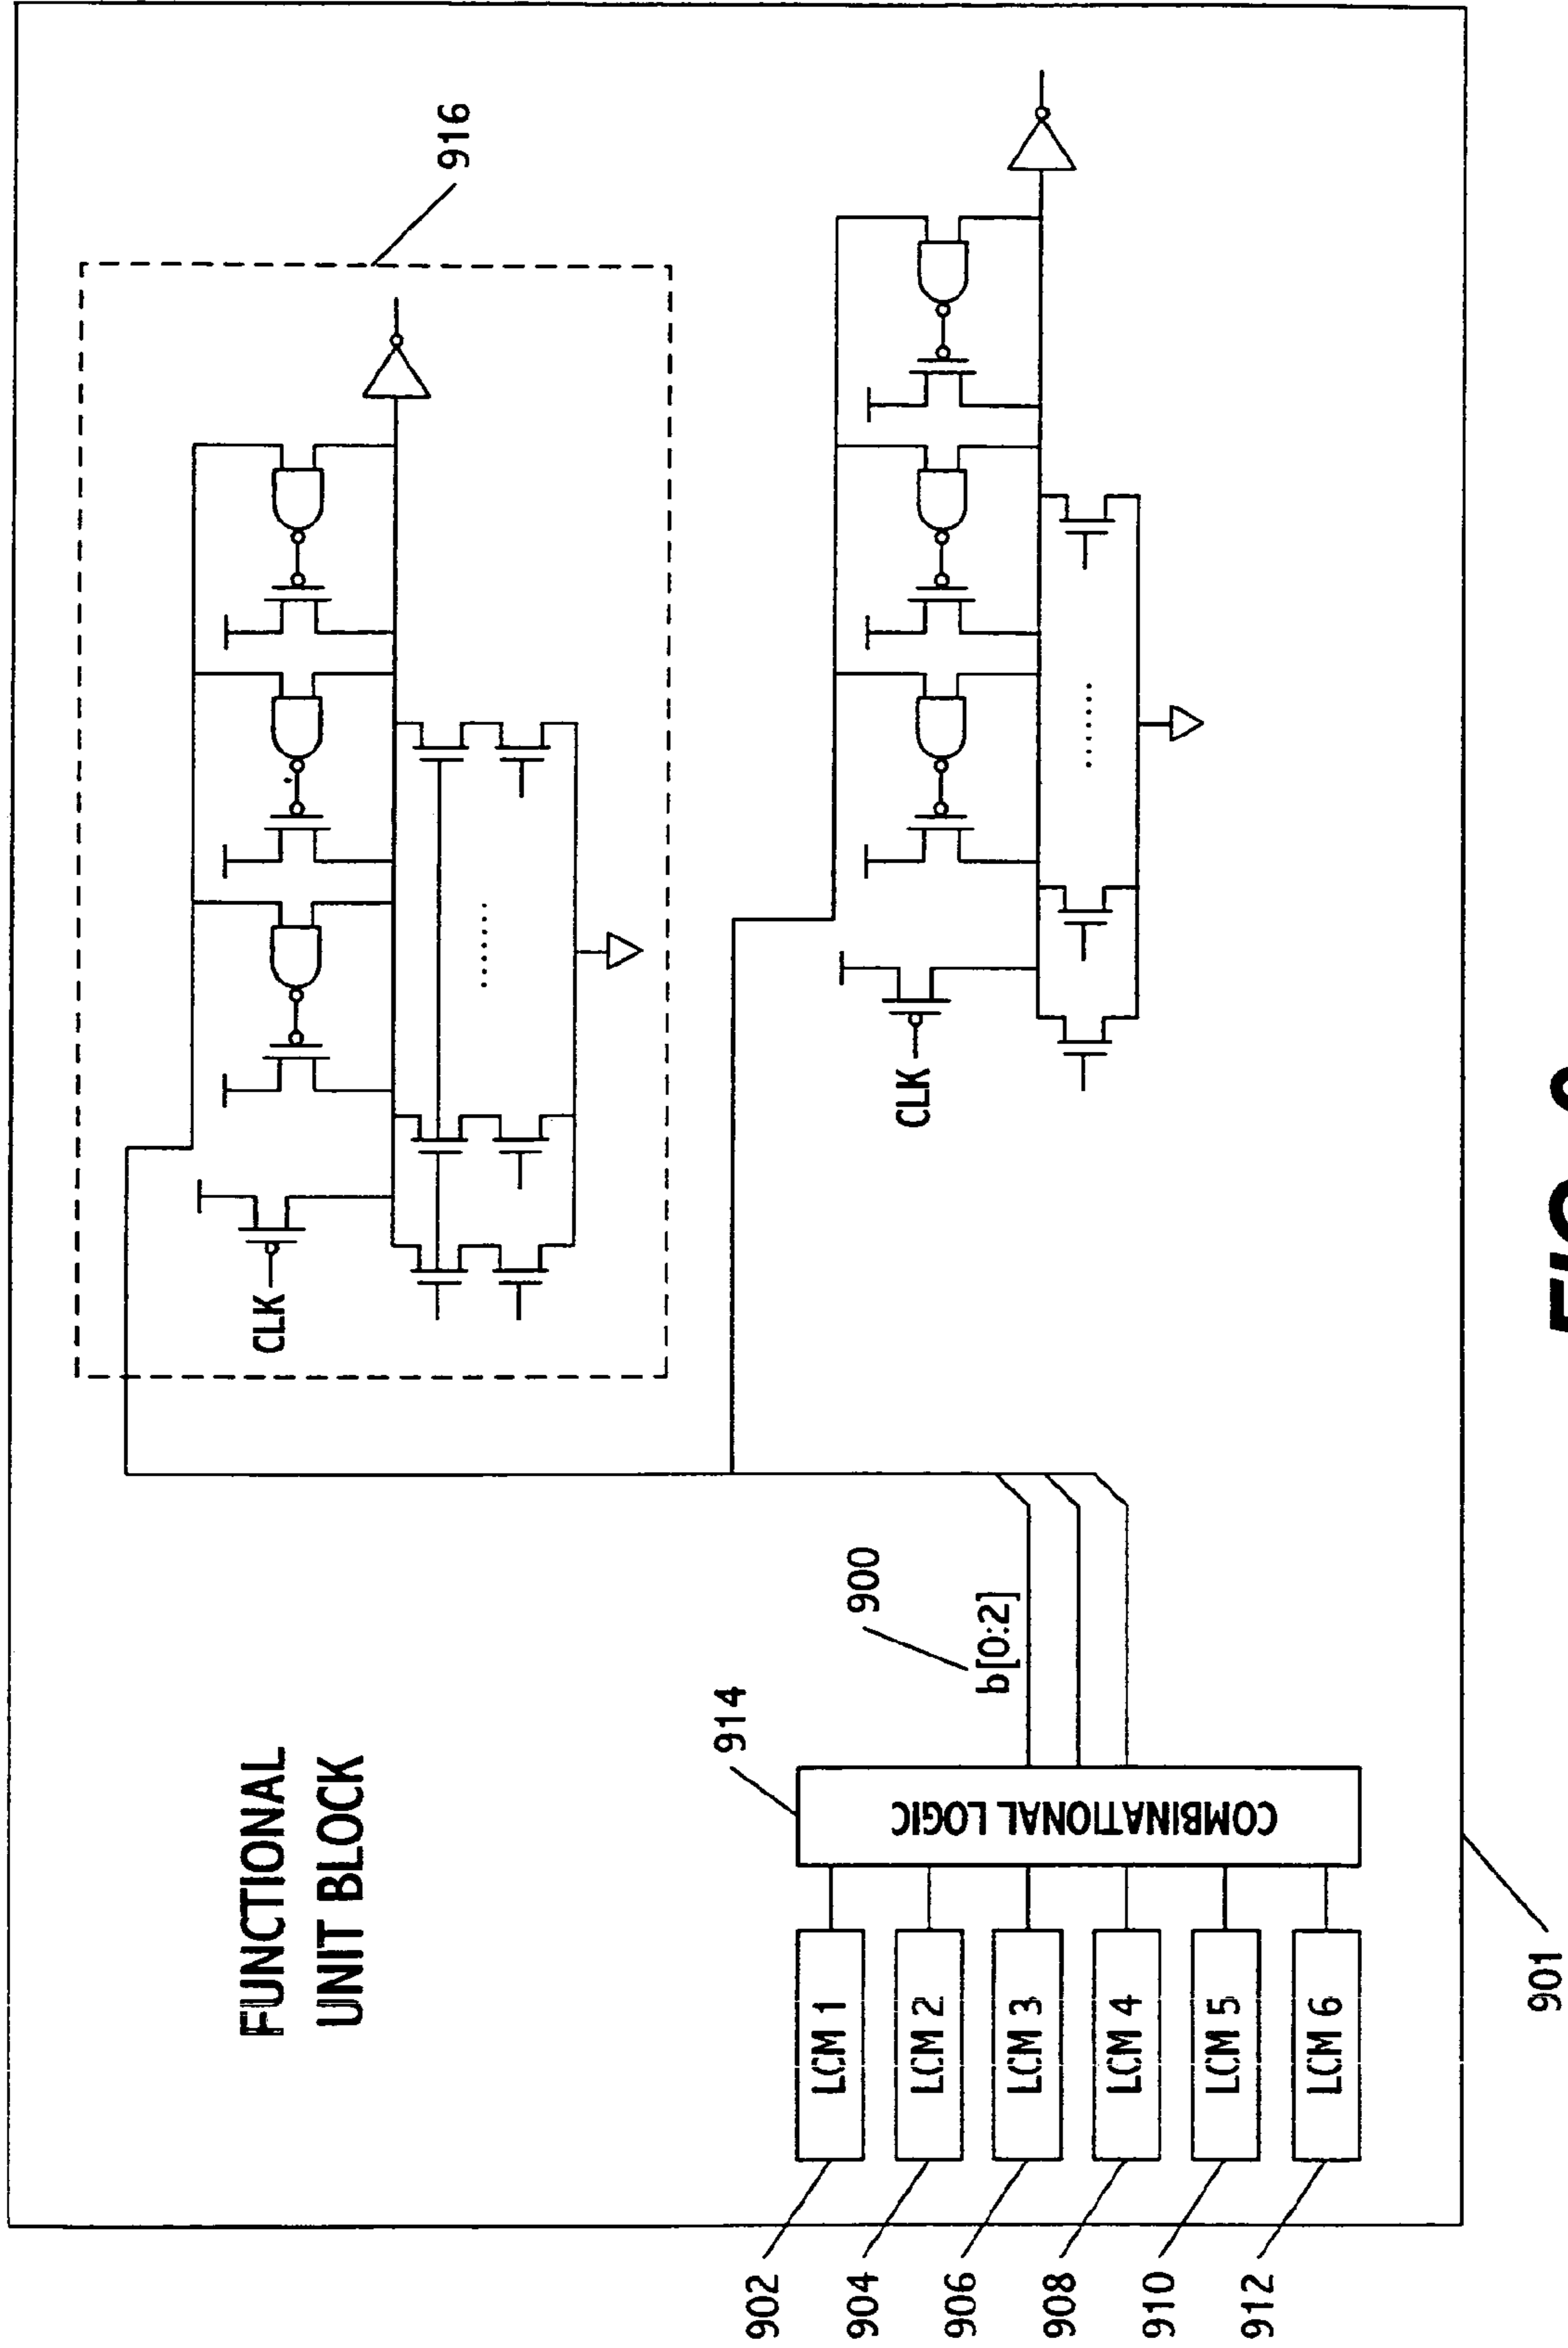 FUNCTIONAL
UNIT BLOCK
916
CLK
CLK
914
900
b[0:2]
COMBINATIONAL LOGIC
902
LCM 1
904
LCM 2
906
LCM 3
908
LCM 4
910
LCM 5
912
LCM 6
901
FIG.